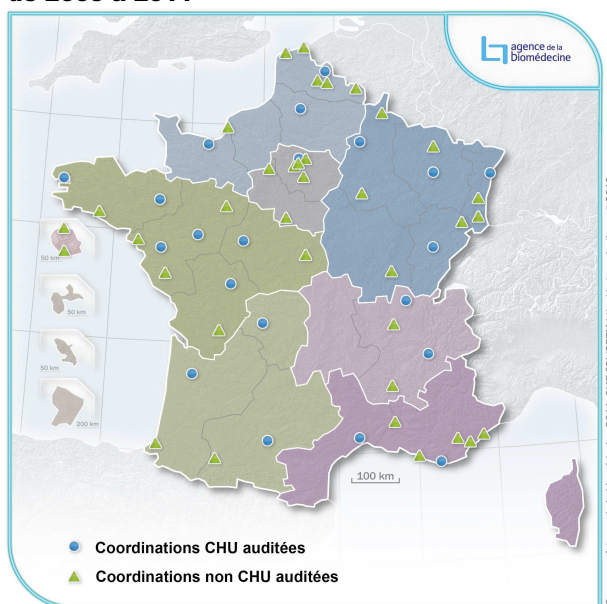 agence de la
biomédecine
50 km
50 km
50 km
200 km
100 km
Coordinations CHU auditées
Coordinations non CHU auditées